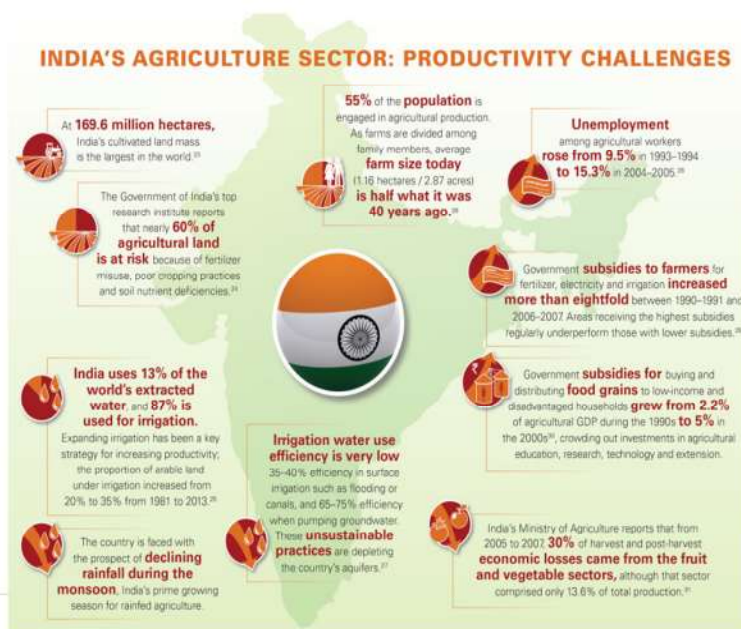 INDIA'S AGRICULTURE SECTOR: PRODUCTIVITY CHALLENGES
At 169.6 million hectares,
India's cultivated land mass
is the largest in the world.
The Government of India's top
research institute reports
that nearly 60% of
agricultural land
is at risk because of fertilizer
misuse, poor cropping practices
and soil nutrient deficiencies.
India uses 13% of the
world's extracted
water, and 87% is
used for irrigation.
Expanding irrigation has been a key
strategy for increasing productivity;
the proportion of arable land
under irrigation increased from
20% to 35% from 1981 to 2013.
The country is faced with
the prospect of declining
rainfall during the
monsoon, India's prime growing
season for rainfed agriculture.
55% of the population is
engaged in agricultural production.
As farms are divided among
family members, average
farm size today
(1.16 hectares / 2.87 acres)
is half what it was
40 years ago.
Irrigation water use
efficiency is very low
35–40% efficiency in surface
irrigation such as flooding or
canals, and 65–75% efficiency
when pumping groundwater.
These unsustainable
practices are depleting
the country's aquifers.
Unemployment
among agricultural workers
rose from 9.5% in 1993–1994
to 15.3% in 2004–2005.
Government subsidies to farmers for
fertilizer, electricity and irrigation increased
more than eightfold between 1990–1991 and
2006–2007. Areas receiving the highest subsidies
regularly underperform those with lower subsidies.
Government subsidies for buying and
distributing food grains to low-income and
disadvantaged households grew from 2.2%
of agricultural GDP during the 1990s to 5% in
the 2000s, crowding out investments in agricultural
education, research, technology and extension.
India's Ministry of Agriculture reports that from
2005 to 2007, 30% of harvest and post-harvest
economic losses came from the fruit
and vegetable sectors, although that sector
comprised only 13.6% of total production.